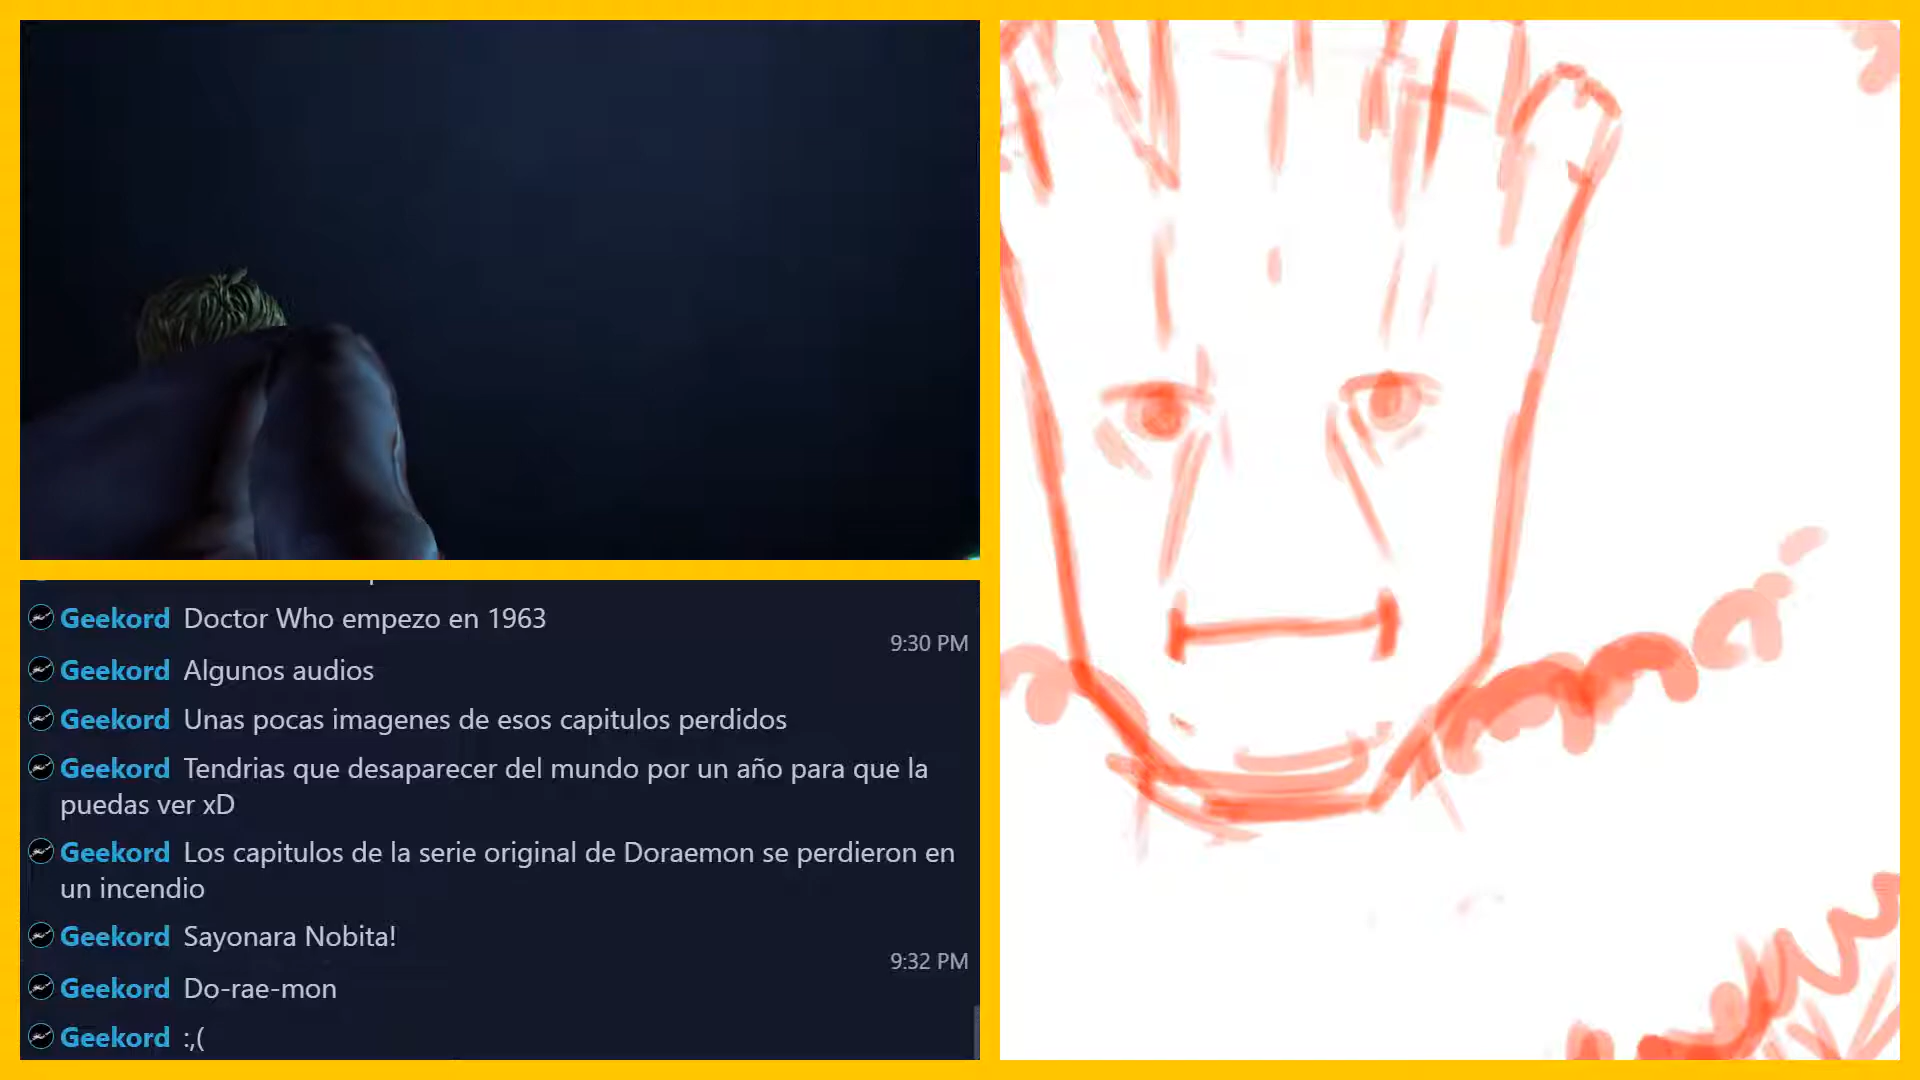 Geekord Doctor Who empezo en 1963
9:30 PM
Geekord Algunos audios
Geekord Unas pocas imagenes de esos capitulos perdidos
Geekord Tendrias que desaparecer del mundo por un año para que la
puedas ver xD
Geekord Los capitulos de la serie original de Doraemon se perdieron en
un incendio
Geekord Sayonara Nobita!
9:32 PM
Geekord Do-rae-mon
Geekord :,(